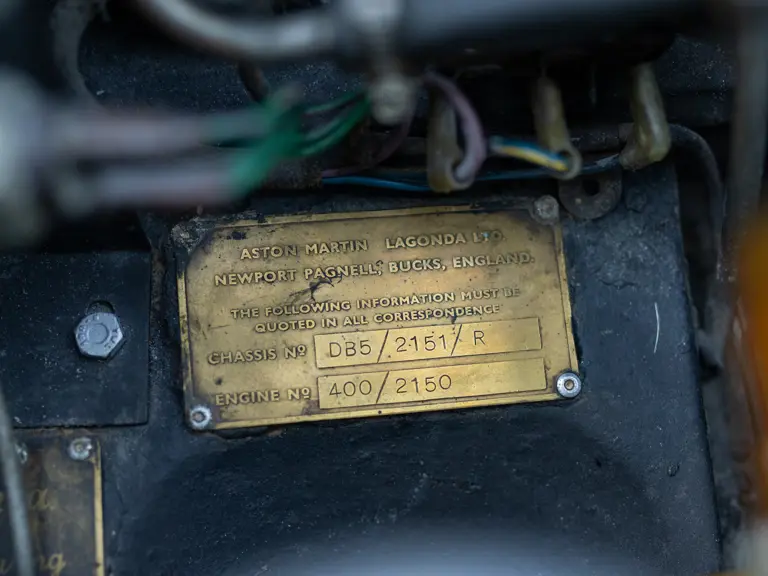 ASTON MARTIN LAGONDA LTD.
NEWPORT PAGNELL, BUCKS, ENGLAND.
THE FOLLOWING INFORMATION MUST BE
QUOTED IN ALL CORRESPONDENCE
CHASSIS Nº DB5/2151/R
ENGINE Nº 400/2150